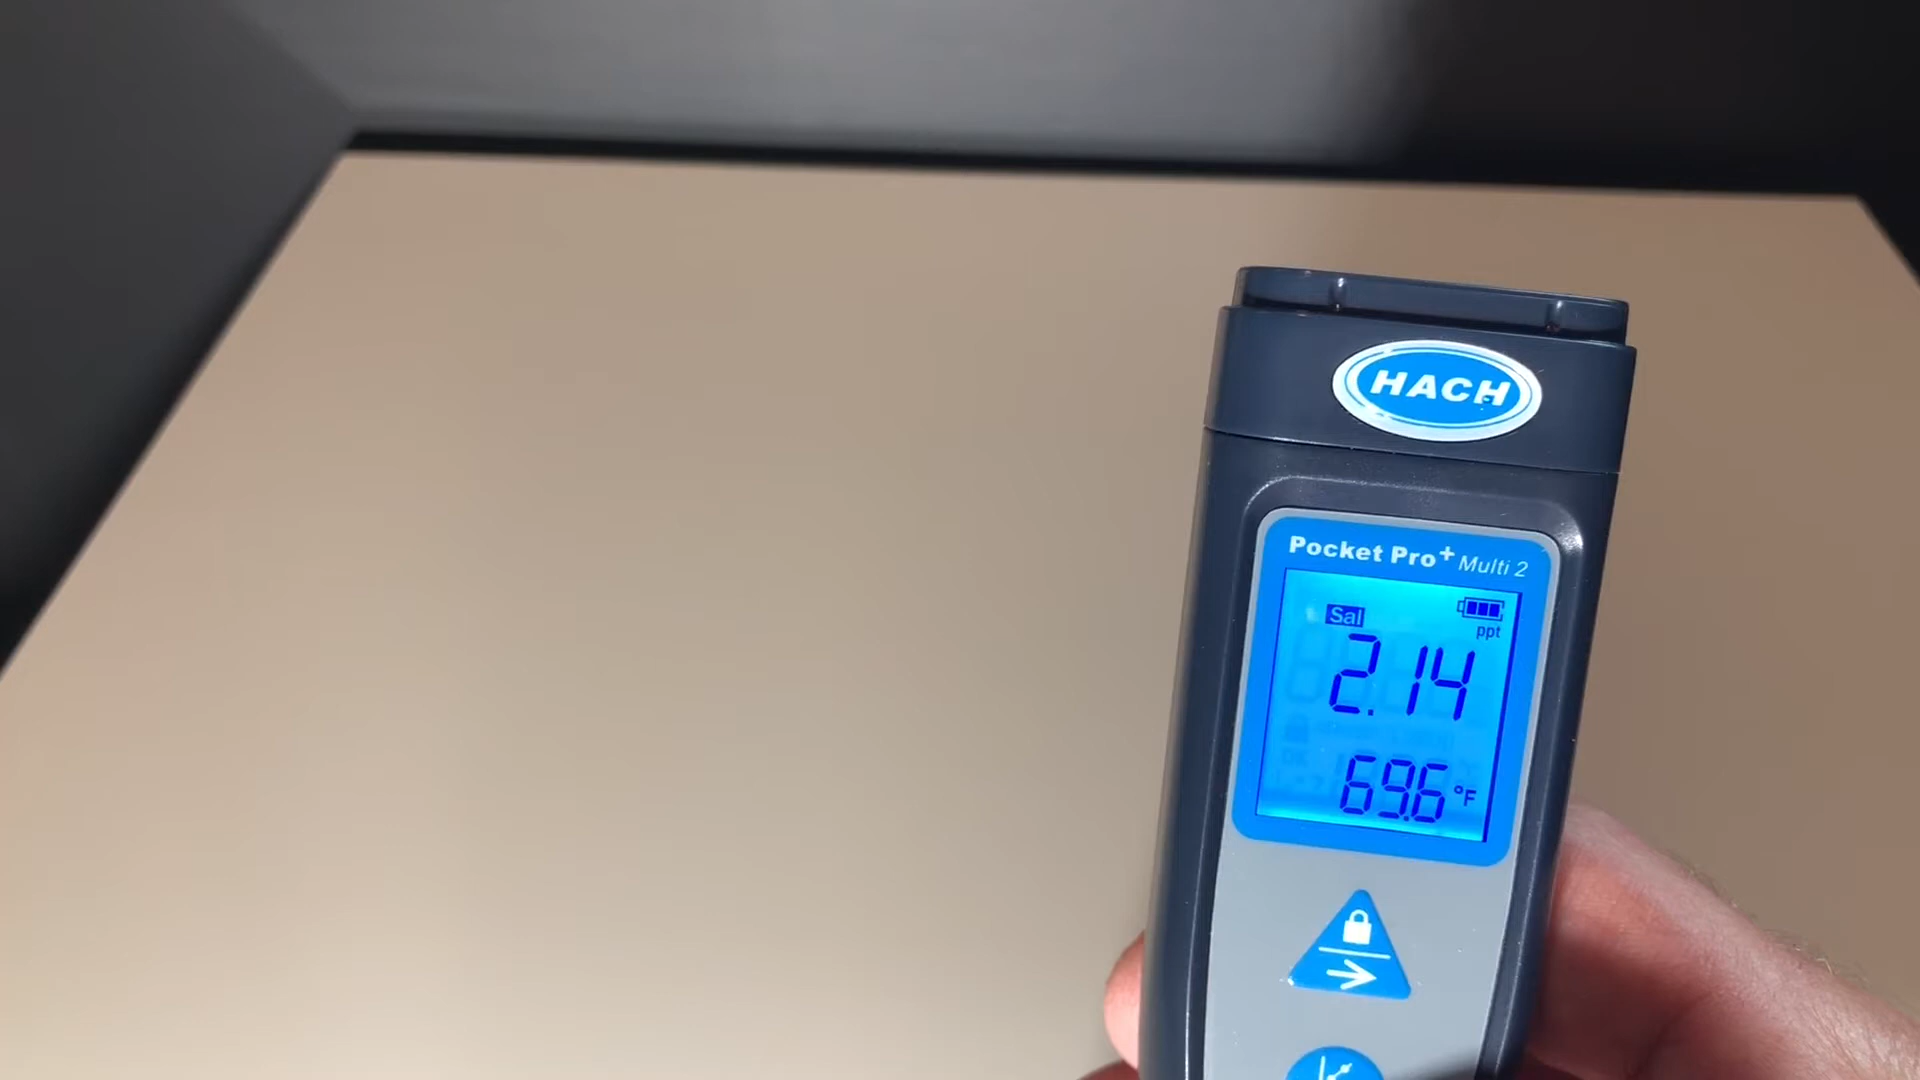 HACH
Pocket Pro+ Multi 2
Sal
ppt
2.14
69.6 °F